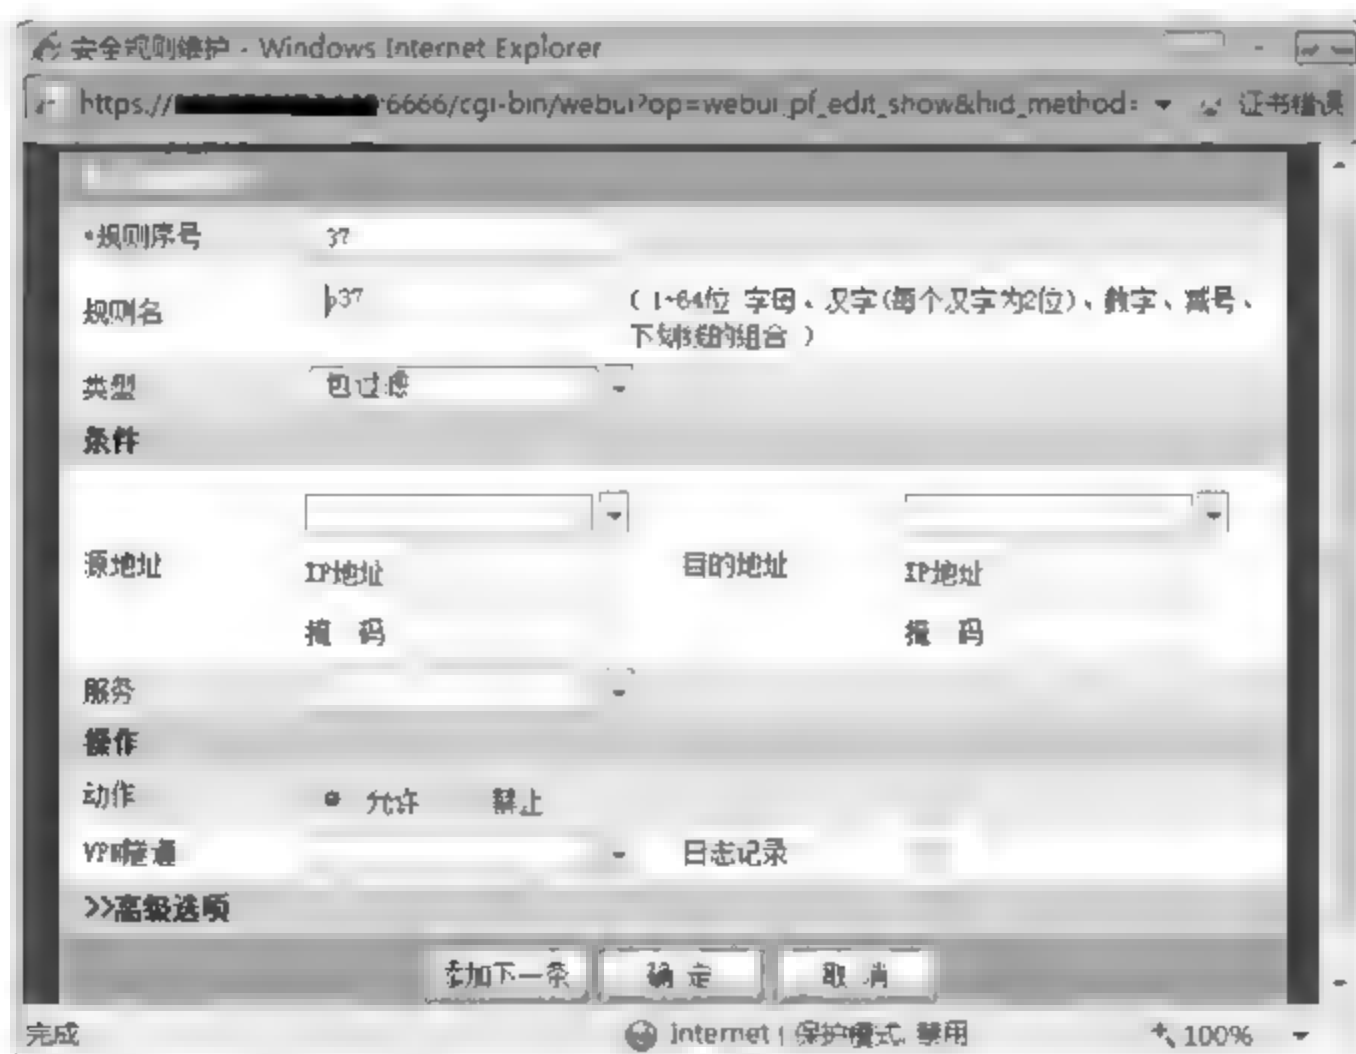 安全规则维护 - Windows Internet Explorer
https:// :6666/cgi-bin/webui?op=webui_pf_edit_show&hid_method= 证书错误
*规则序号 37
规则名 p37 (1-64位 字母、汉字(每个汉字为2位)、数字、减号、
下划线的组合 )
类型 包过滤
条件
源地址 IP地址 目的地址 IP地址
掩 码 掩 码
服务
操作
动作 允许 禁止
VPN隧道 日志记录
>>高级选项
添加下一条 确 定 取 消
完成 Internet | 保护模式: 禁用 100%